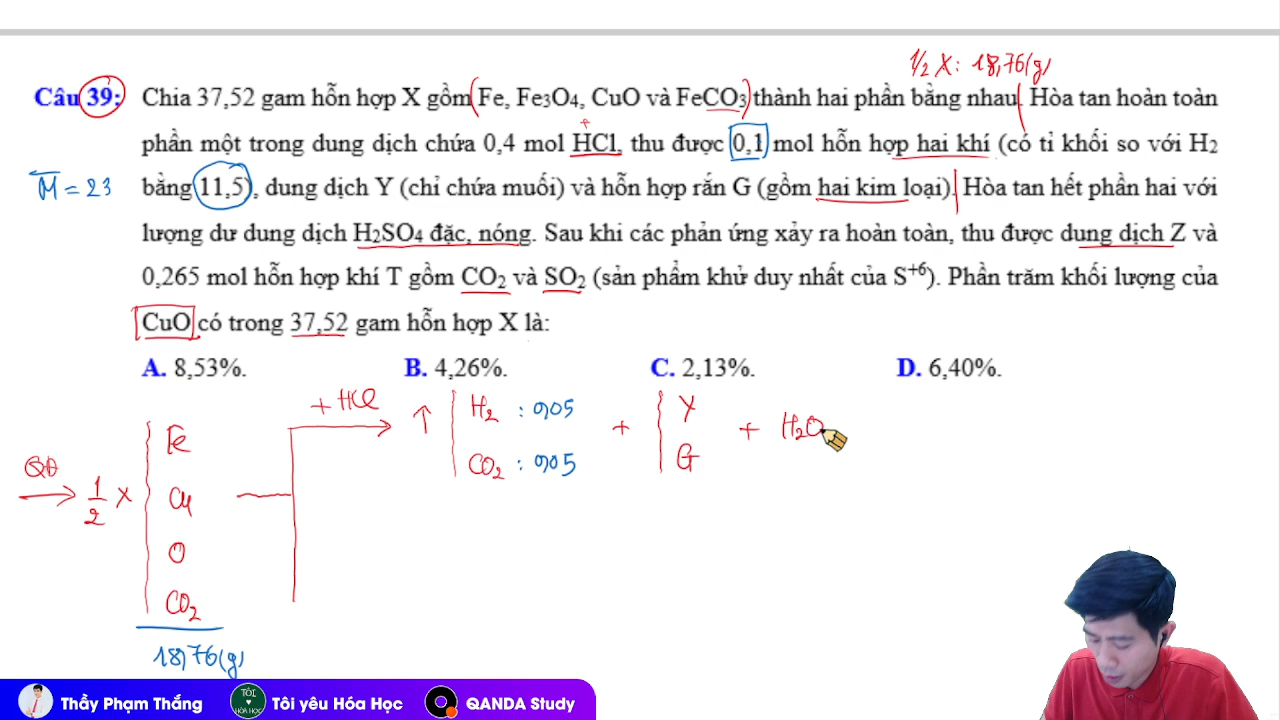 ½ X: 18,76(g)
Câu 39: Chia 37,52 gam hỗn hợp X gồm Fe, Fe3O4, CuO và FeCO3 thành hai phần bằng nhau. Hòa tan hoàn toàn
phần một trong dung dịch chứa 0,4 mol HCl, thu được 0,1 mol hỗn hợp hai khí (có tỉ khối so với H2
M̅ = 23
bằng 11,5), dung dịch Y (chỉ chứa muối) và hỗn hợp rắn G (gồm hai kim loại). Hòa tan hết phần hai với
lượng dư dung dịch H2SO4 đặc, nóng. Sau khi các phản ứng xảy ra hoàn toàn, thu được dung dịch Z và
0,265 mol hỗn hợp khí T gồm CO2 và SO2 (sản phẩm khử duy nhất của S+6). Phần trăm khối lượng của
CuO có trong 37,52 gam hỗn hợp X là:
A. 8,53%. B. 4,26%. C. 2,13%. D. 6,40%.
+ HCl
↑ H2 : 0,05 + Y + H2O
CO2 : 0,05 G
QĐ
1/2 X Fe
Cu
O
CO2
18,76(g)
Thầy Phạm Thắng TÔI ♥ HÓA HỌC Tôi yêu Hóa Học QANDA Study